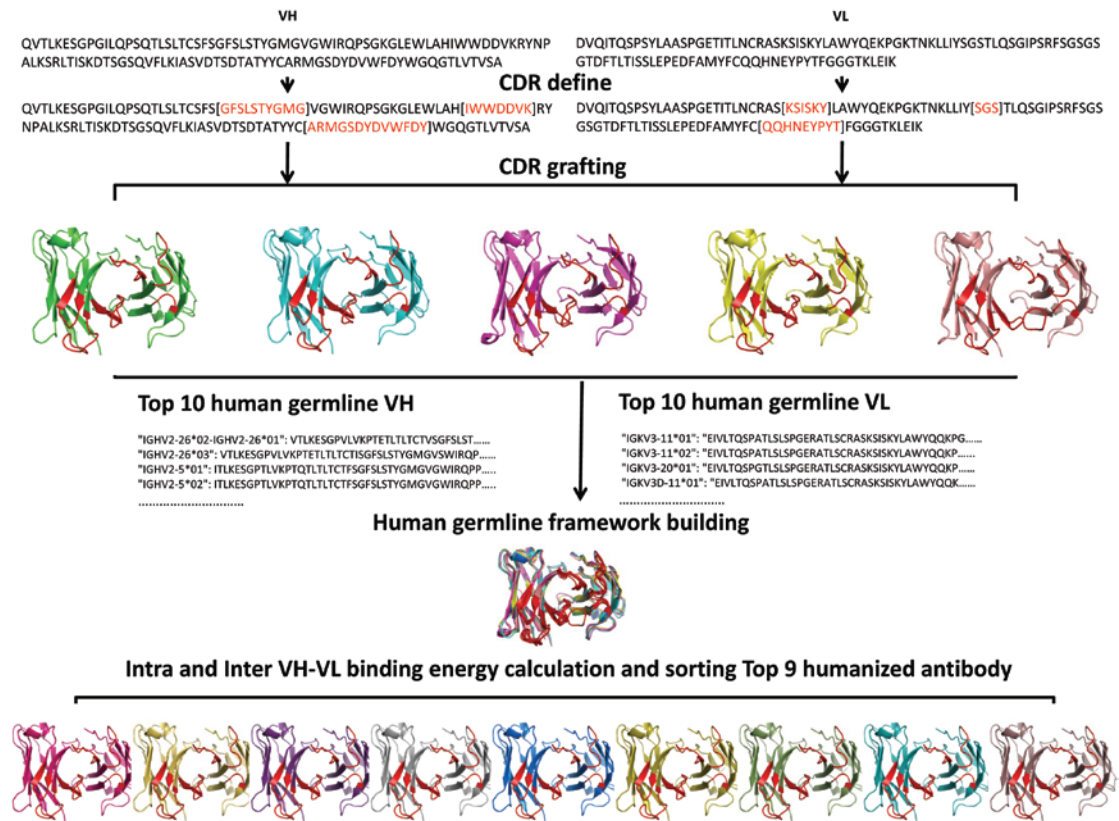 VH
QVTLKESGPGILQPSQTLSLTCSFSGFSLSTYGMGVGWIRQPSGKGLEWLAHIWWDDVKRYNP
ALKSRLTISKDTSGSQVFLKIASVDTSDTATYYCARMGSDYDVWFDYWGQGTLVTVSA
VL
DVQITQSPSYLAASPGETITLNCRASKSISKYLAWYQEKPGKTNKLLIYSGSTLQSGIPSRFSGSGS
GTDFTLTISSLEPEDFAMYFCQQHNEYPYTFGGGTKLEIK
CDR define
QVTLKESGPGILQPSQTLSLTCSFS[GFSLSTYGMG]VGWIRQPSGKGLEWLAH[IWWDDVK]RY
NPALKSRLTISKDTSGSQVFLKIASVDTSDTATYYC[ARMGSDYDVWFDY]WGQGTLVTVSA
DVQITQSPSYLAASPGETITLNCRAS[KSISKY]LAWYQEKPGKTNKLLIY[SGS]TLQSGIPSRFSG
GSGTDFTLTISSLEPEDFAMYFC[QQHNEYPYT]FGGGTKLEIK
CDR grafting
Top 10 human germline VH
"IGHV2-26*02-IGHV2-26*01": VTLKESGPVLVKPTETLTLTCTVSGFSLST......
"IGHV2-26*03": VTLKESGPVLVKPTETLTLTCTISGFSLSTYGMGVSWIRQP.....
"IGHV2-5*01": ITLKESGPTLVKPTQTLTLTCTFSGFSLSTYGMGVGWIRQPP.....
"IGHV2-5*02": ITLKESGPTLVKPTQTLTLTCTFSGFSLSTYGMGVGWIRQPP.....
..............................
Top 10 human germline VL
"IGKV3-11*01": "EIVLTQSPATLSLSPGERATLSCRASKSISKYLAWYQQKPG......
"IGKV3-11*02": "EIVLTQSPATLSLSPGERATLSCRASKSISKYLAWYQQKP......
"IGKV3-20*01": "EIVLTQSPGTLSLSPGERATLSCRASKSISKYLAWYQQKP......
"IGKV3D-11*01": "EIVLTQSPATLSLSPGERATLSCRASKSISKYLAWYQQK......
..............................
Human germline framework building
Intra and Inter VH-VL binding energy calculation and sorting Top 9 humanized antibody